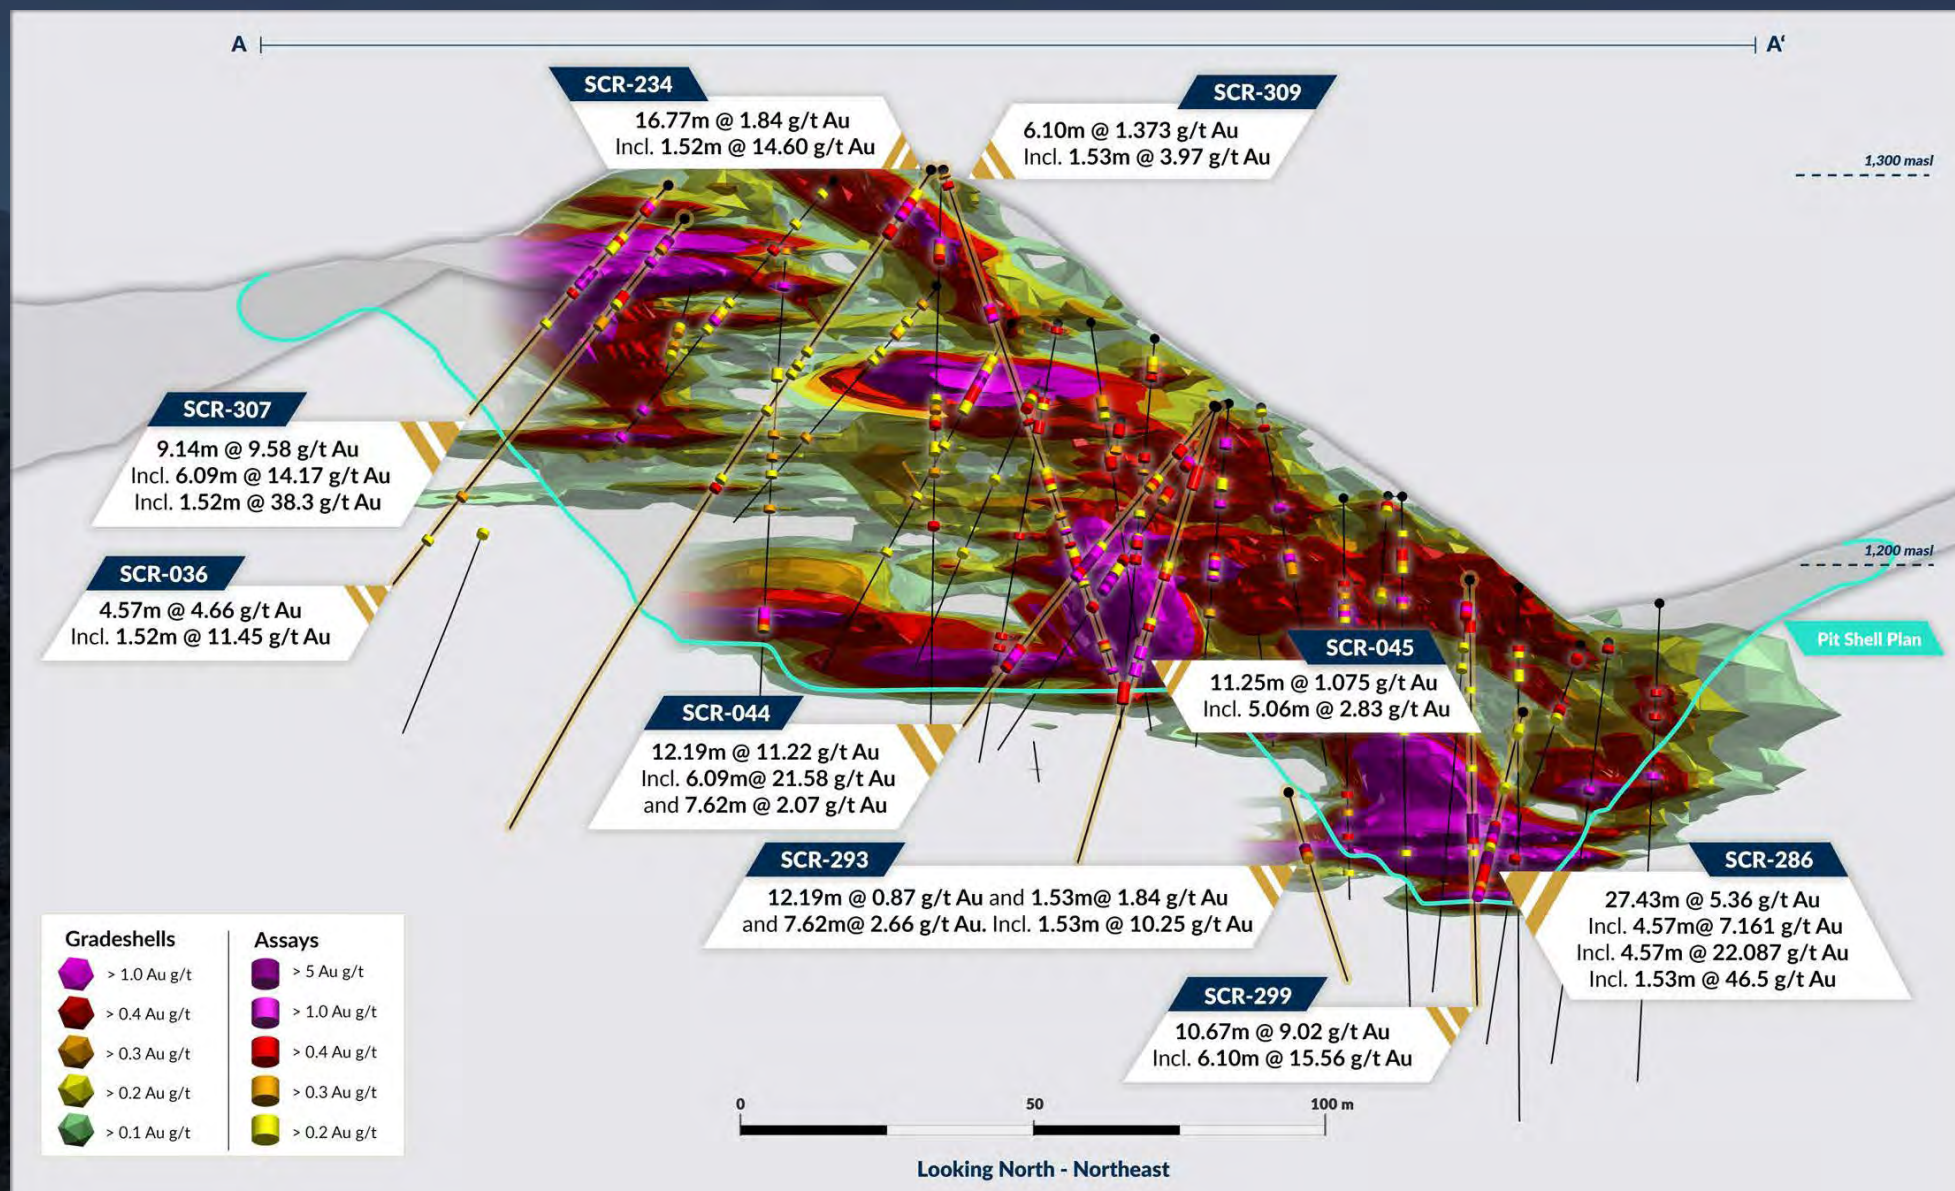 A
A'
SCR-234
16.77m @ 1.84 g/t Au
Incl. 1.52m @ 14.60 g/t Au
SCR-309
6.10m @ 1.373 g/t Au
Incl. 1.53m @ 3.97 g/t Au
1,300 masl
SCR-307
9.14m @ 9.58 g/t Au
Incl. 6.09m @ 14.17 g/t Au
Incl. 1.52m @ 38.3 g/t Au
SCR-036
4.57m @ 4.66 g/t Au
Incl. 1.52m @ 11.45 g/t Au
1,200 masl
Pit Shell Plan
SCR-045
11.25m @ 1.075 g/t Au
Incl. 5.06m @ 2.83 g/t Au
SCR-044
12.19m @ 11.22 g/t Au
Incl. 6.09m@ 21.58 g/t Au
and 7.62m @ 2.07 g/t Au
SCR-293
12.19m @ 0.87 g/t Au and 1.53m@ 1.84 g/t Au
and 7.62m@ 2.66 g/t Au. Incl. 1.53m @ 10.25 g/t Au
SCR-286
27.43m @ 5.36 g/t Au
Incl. 4.57m@ 7.161 g/t Au
Incl. 4.57m @ 22.087 g/t Au
Incl. 1.53m @ 46.5 g/t Au
SCR-299
10.67m @ 9.02 g/t Au
Incl. 6.10m @ 15.56 g/t Au
Gradeshells
> 1.0 Au g/t
> 0.4 Au g/t
> 0.3 Au g/t
> 0.2 Au g/t
> 0.1 Au g/t
Assays
> 5 Au g/t
> 1.0 Au g/t
> 0.4 Au g/t
> 0.3 Au g/t
> 0.2 Au g/t
0
50
100 m
Looking North - Northeast